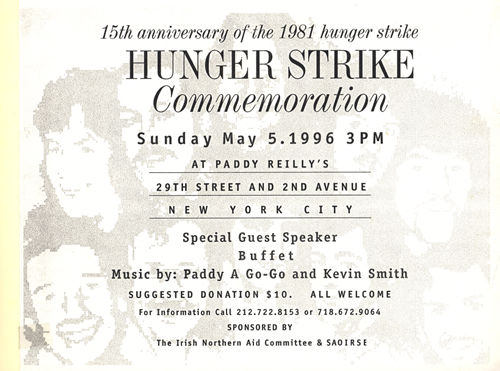 15th anniversary of the 1981 hunger strike
HUNGER STRIKE
Commemoration
Sunday May 5.1996 3PM
AT PADDY REILLY'S
29TH STREET AND 2ND AVENUE
NEW YORK CITY
Special Guest Speaker
Buffet
Music by: Paddy A Go-Go and Kevin Smith
SUGGESTED DONATION $10. ALL WELCOME
For Information Call 212.722.8153 or 718.672.9064
SPONSORED BY
The Irish Northern Aid Committee & SAOIRSE